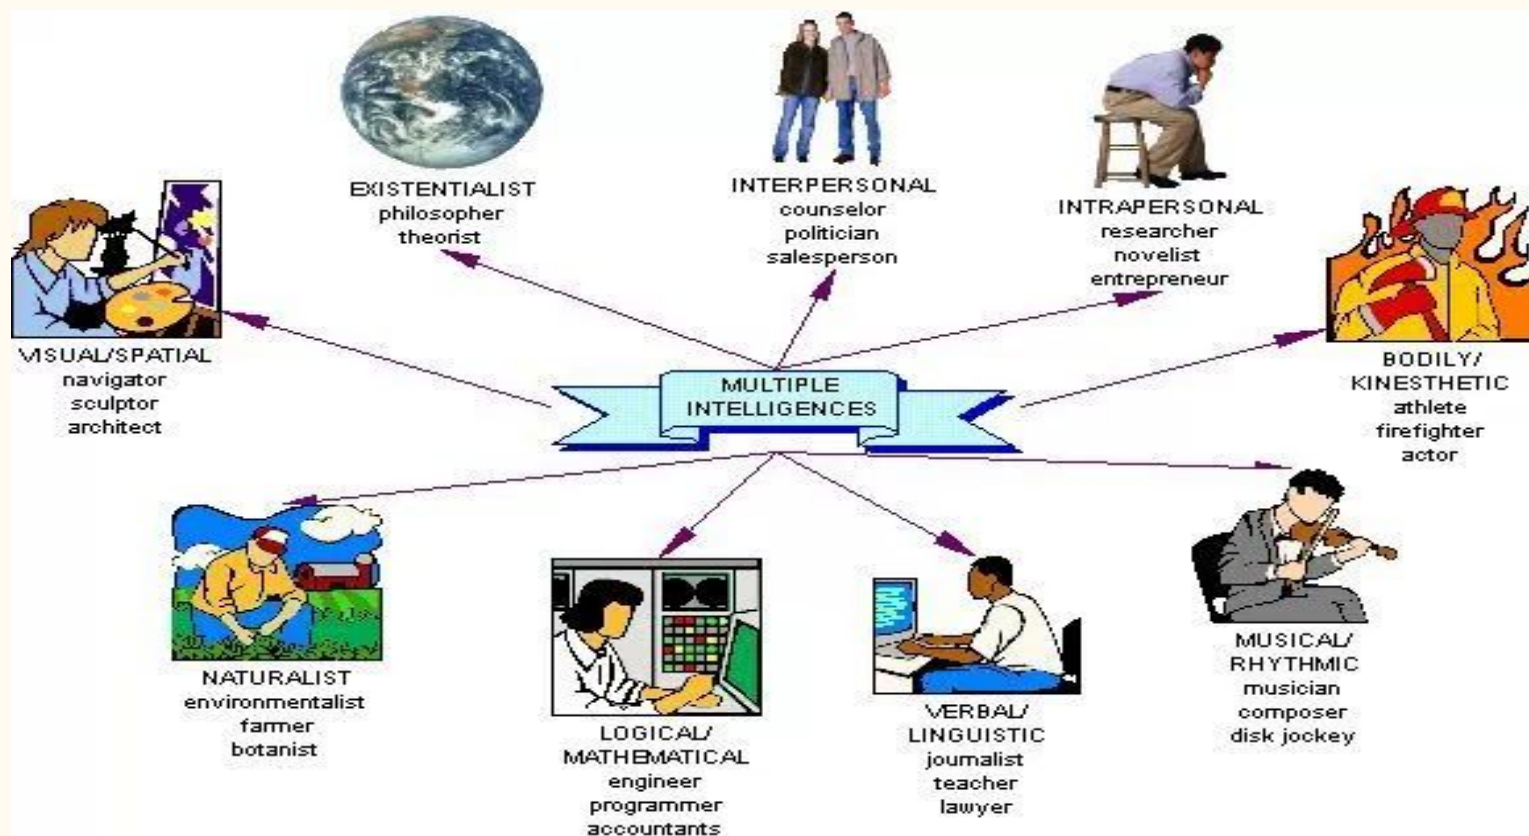 EXISTENTIALIST
philosopher
theorist
INTERPERSONAL
counselor
politician
salesperson
INTRAPERSONAL
researcher
novelist
entrepreneur
VISUAL/SPATIAL
navigator
sculptor
architect
MULTIPLE
INTELLIGENCES
BODILY/
KINESTHETIC
athlete
firefighter
actor
NATURALIST
environmentalist
farmer
botanist
LOGICAL/
MATHEMATICAL
engineer
programmer
accountants
VERBAL/
LINGUISTIC
journalist
teacher
lawyer
MUSICAL/
RHYTHMIC
musician
composer
disk jockey